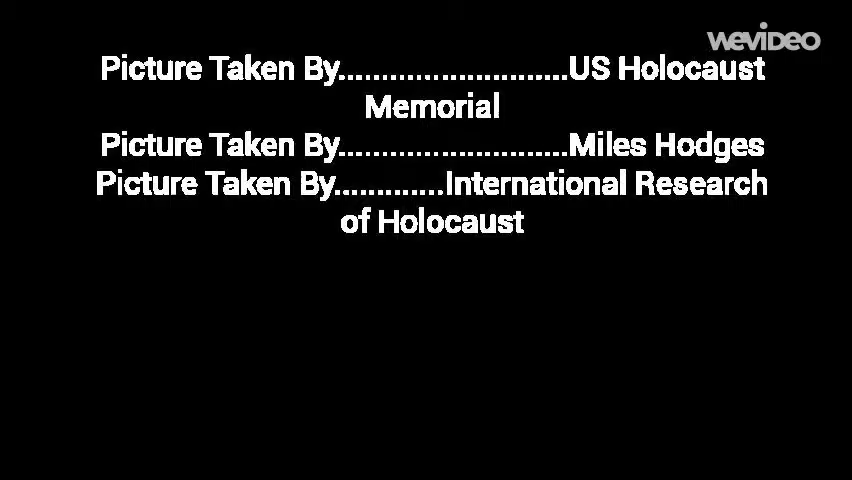 WEVIDEO
Picture Taken By...........................US Holocaust
Memorial
Picture Taken By...........................Miles Hodges
Picture Taken By.............International Research
of Holocaust